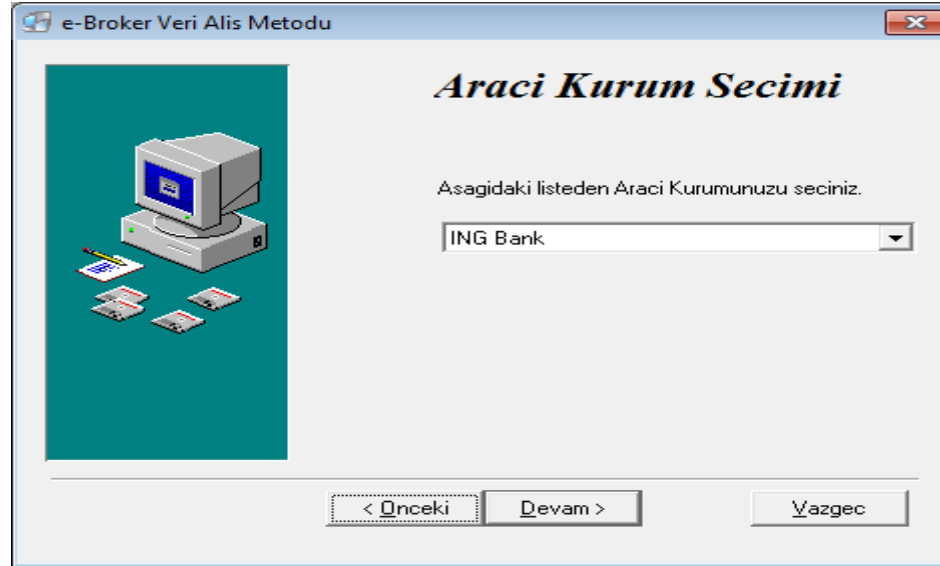 e-Broker Veri Alis Metodu
Araci Kurum Secimi
Asagidaki listeden Araci Kurumunuzu seciniz.
ING Bank
< Onceki
Devam >
Vazgec